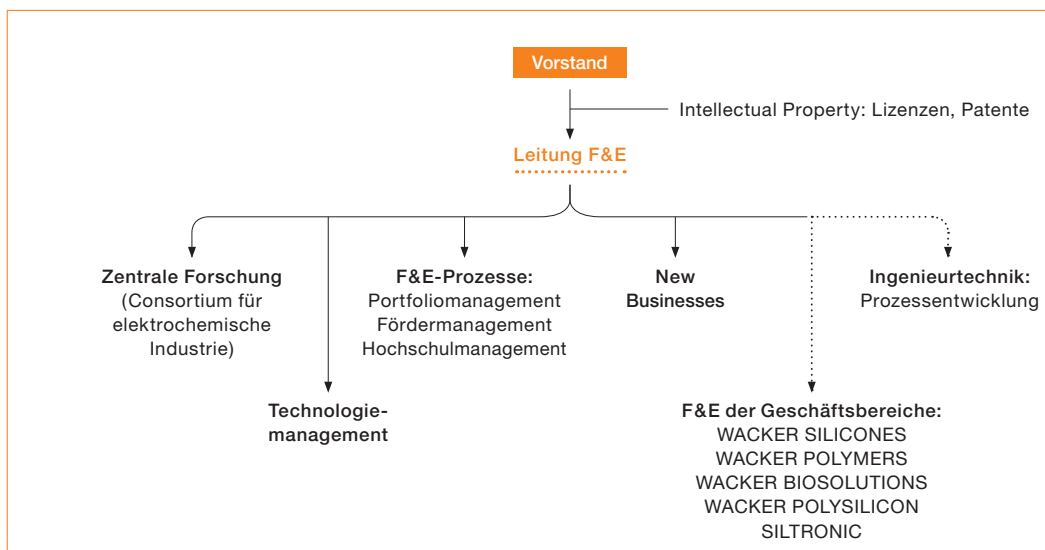 Vorstand
Intellectual Property: Lizenzen, Patente
Leitung F&E
Zentrale Forschung
(Consortium für
elektrochemische
Industrie)
Technologie-
management
F&E-Prozesse:
Portfoliomanagement
Fördermanagement
Hochschulmanagement
New
Businesses
F&E der Geschäftsbereiche:
WACKER SILICONES
WACKER POLYMERS
WACKER BIOSOLUTIONS
WACKER POLYSILICON
SILTRONIC
Ingenieurtechnik:
Prozessentwicklung